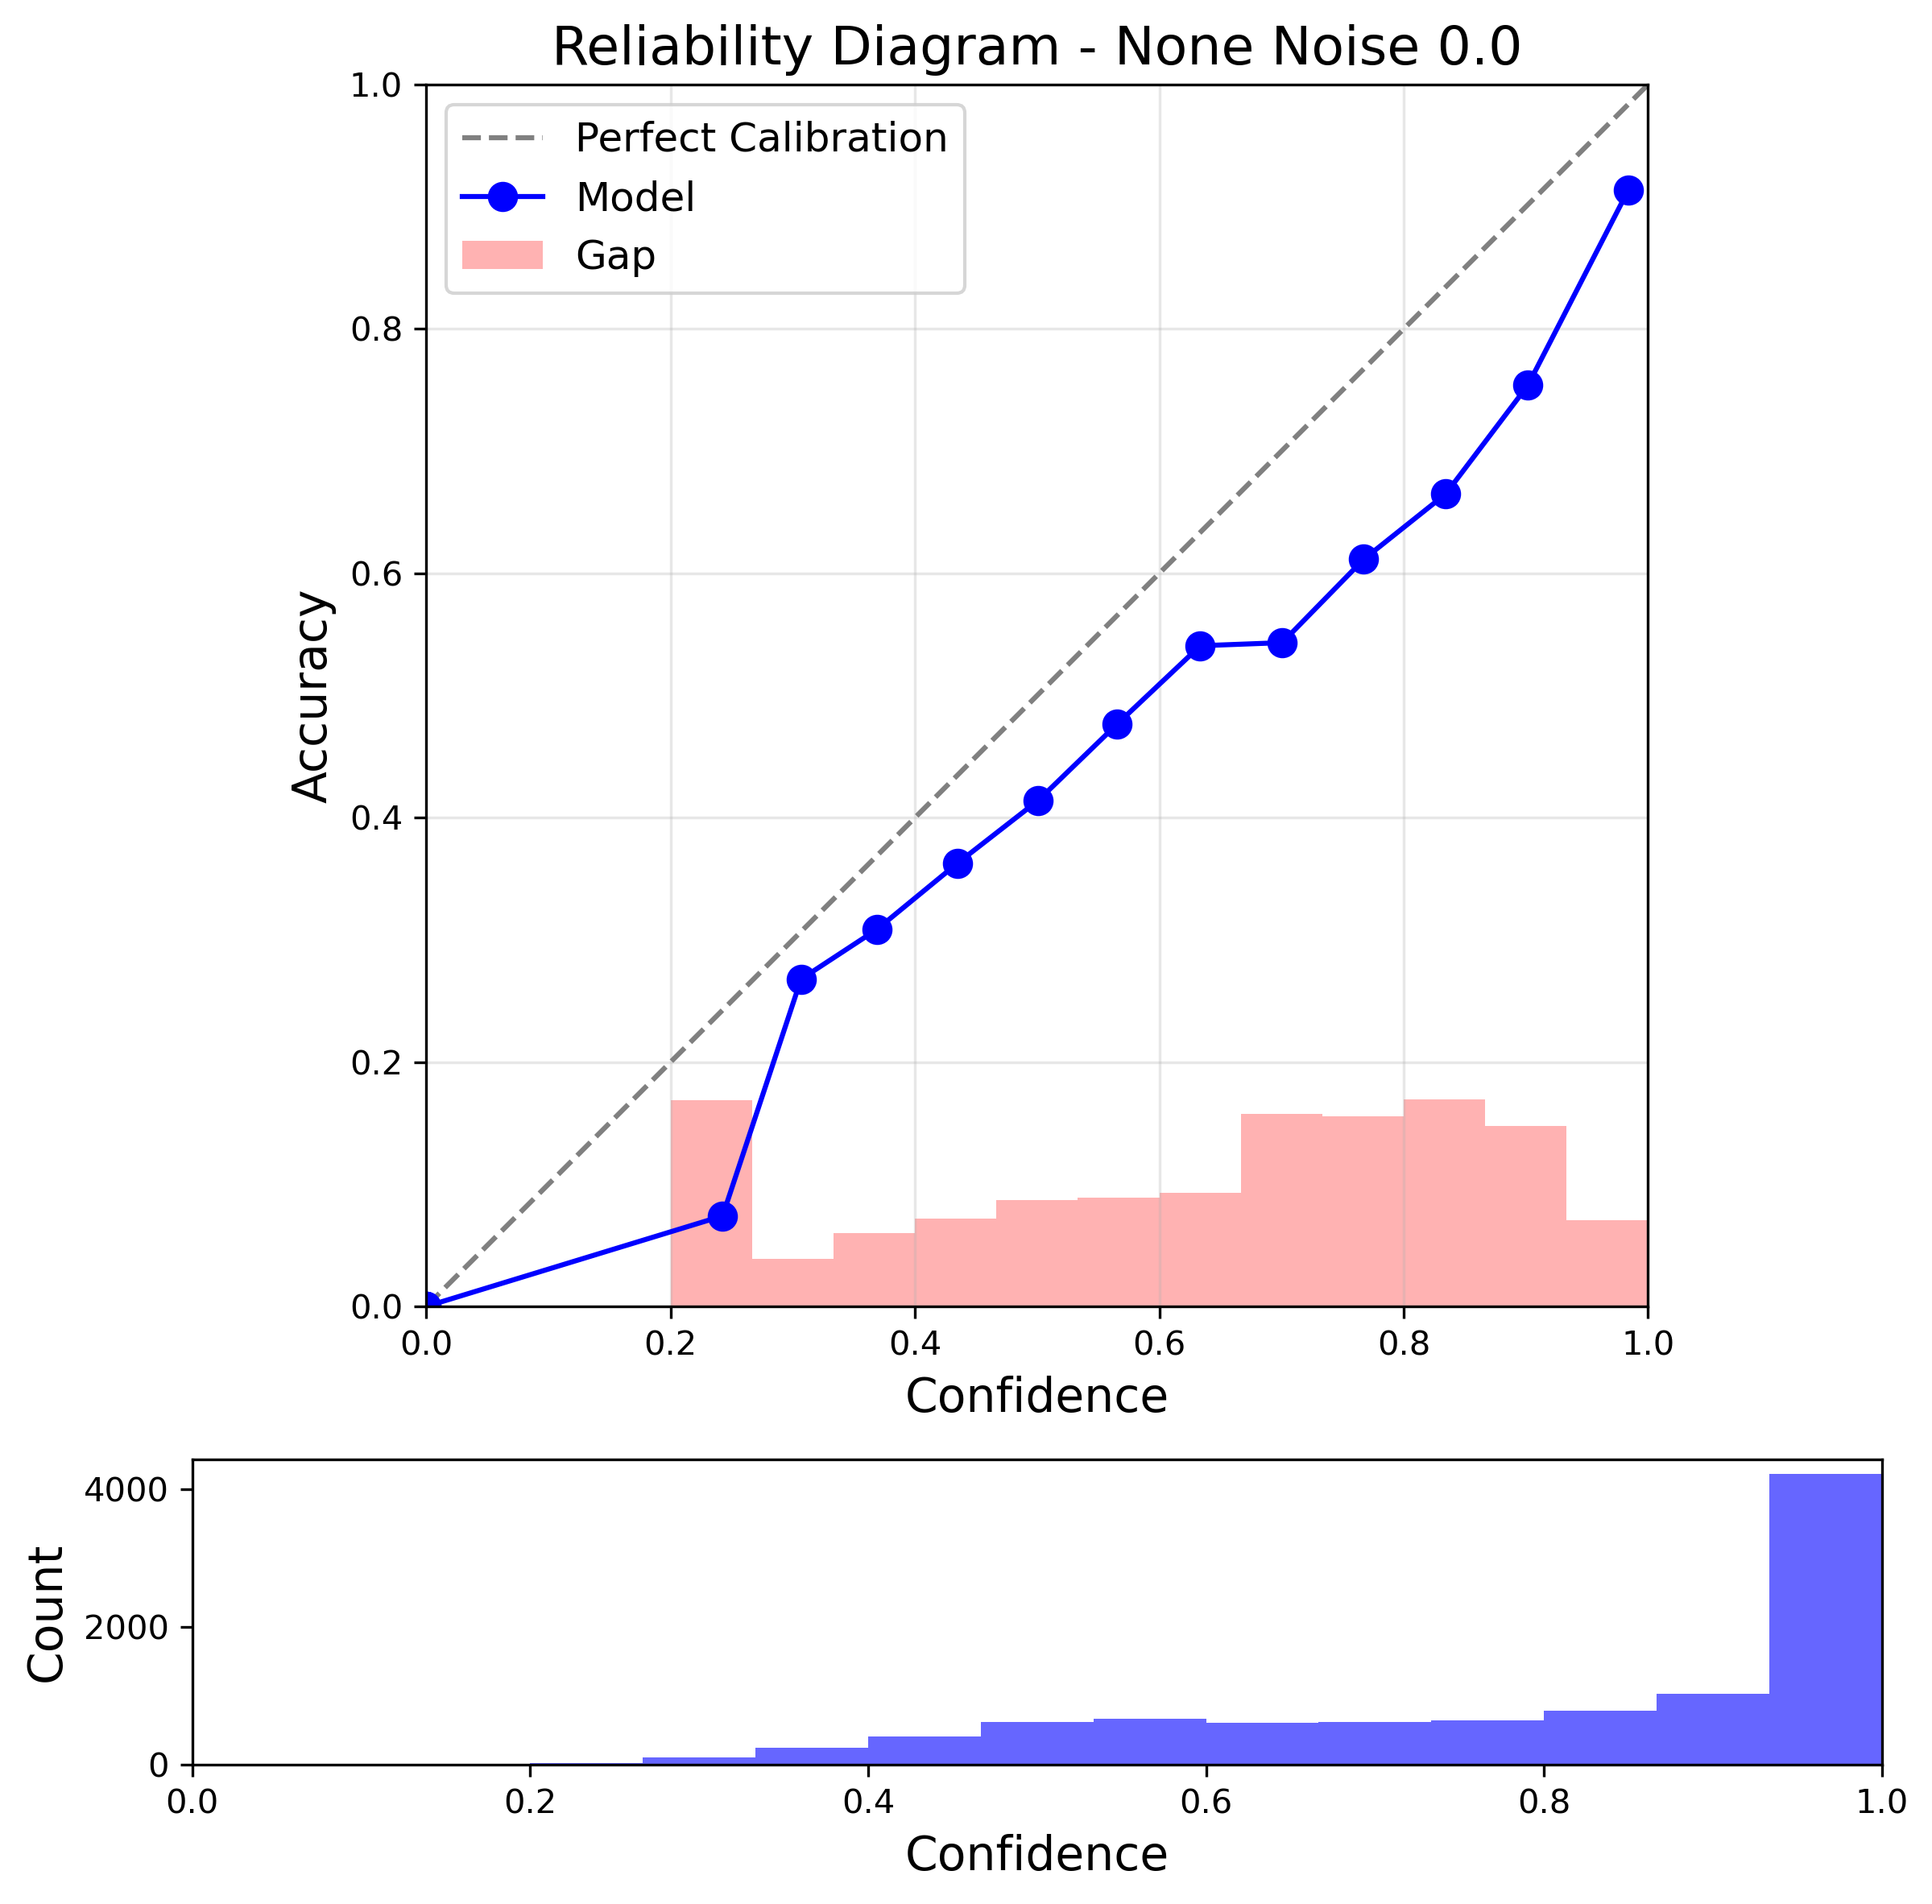 Reliability Diagram - None Noise 0.0
1.0
Perfect Calibration
Model
Gap
0.8
0.6
0.4
0.2
0.0
Accuracy
0.0 0.2 0.4 0.6 0.8 1.0
Confidence
4000
2000
0
Count
0.0 0.2 0.4 0.6 0.8 1.0
Confidence